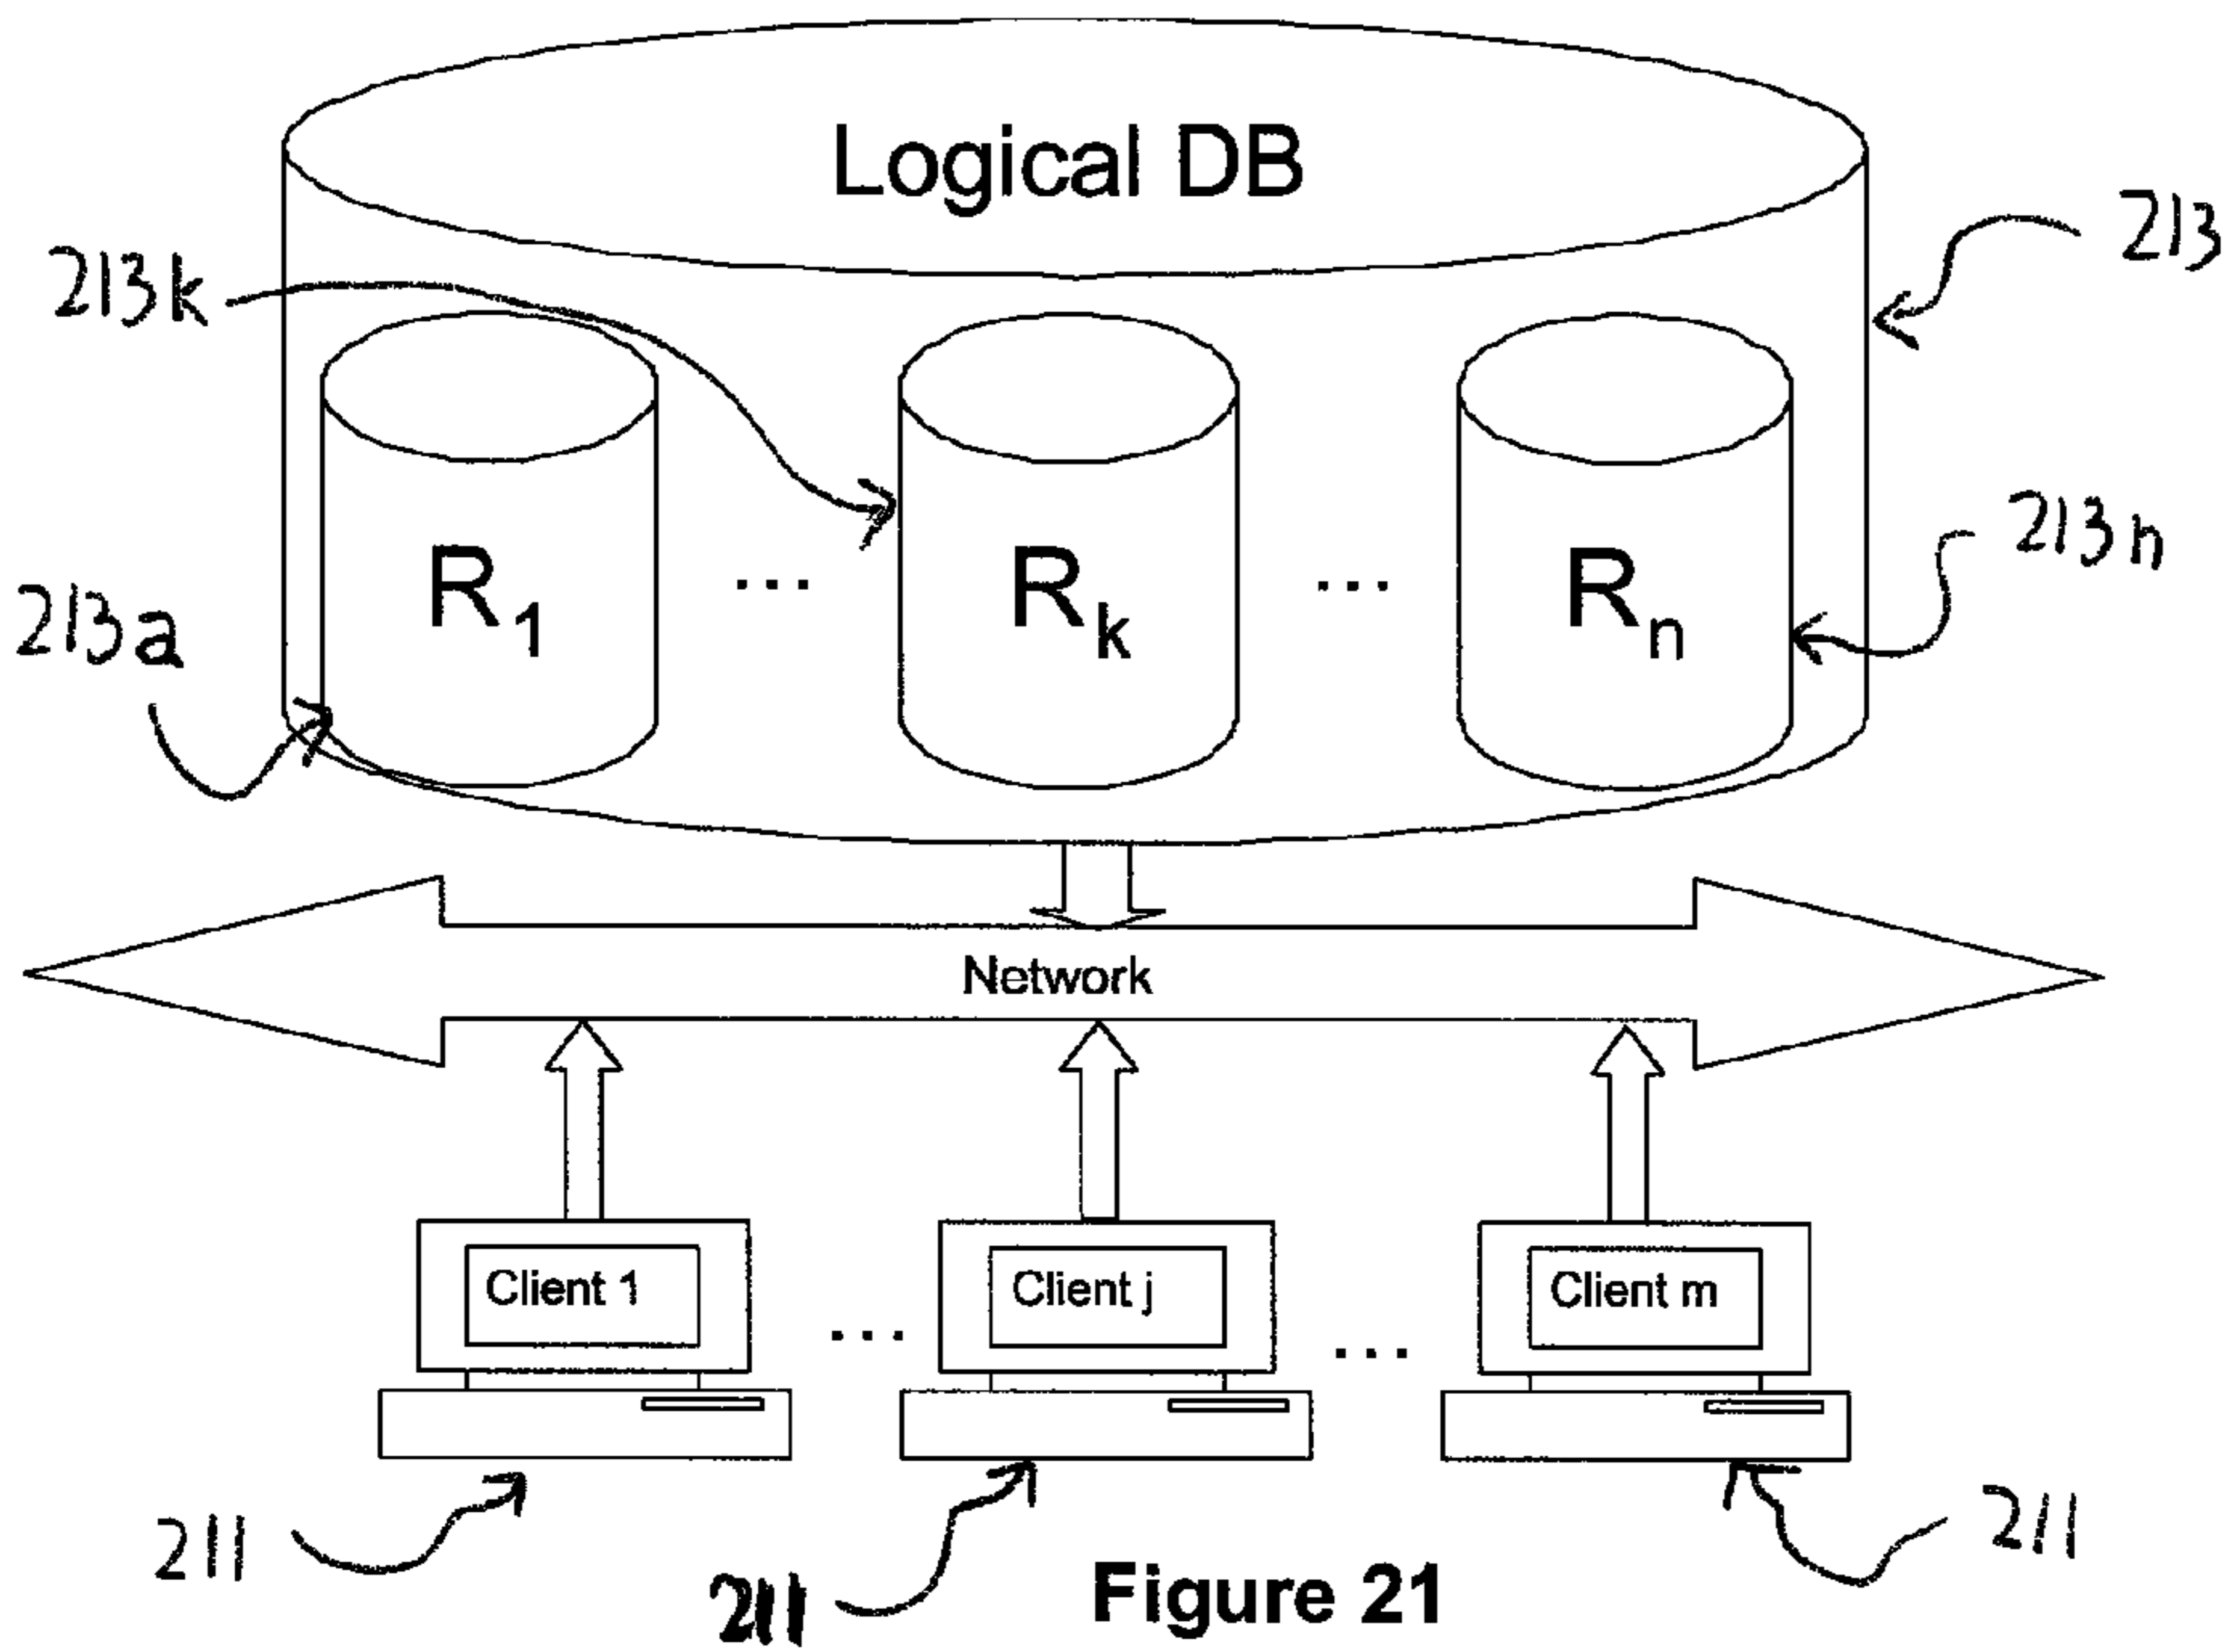 Logical DB
213
213k
213n
R1 ... Rk ... Rn
213a
Network
Client 1 ... Client j ... Client m
211
211
211
Figure 21